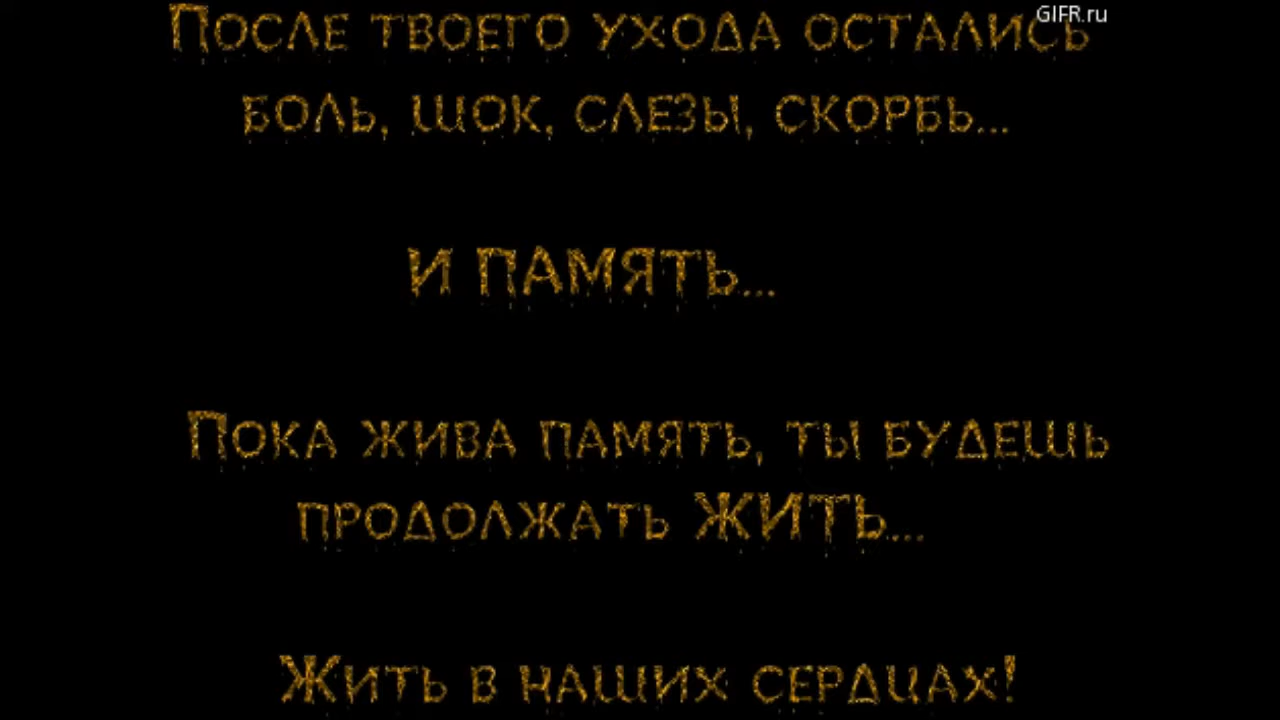 GIFR.ru
После твоего ухода остались
боль, шок, слезы, скорбь...
И ПАМЯТЬ...
Пока жива память, ты будешь
продолжать ЖИТЬ...
Жить в наших сердцах!